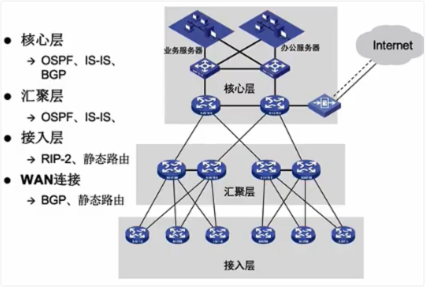 核心层
OSPF、IS-IS、
BGP
汇聚层
OSPF、IS-IS、
接入层
RIP-2、静态路由
WAN连接
BGP、静态路由
业务服务器
办公服务器
Internet
核心层
汇聚层
接入层